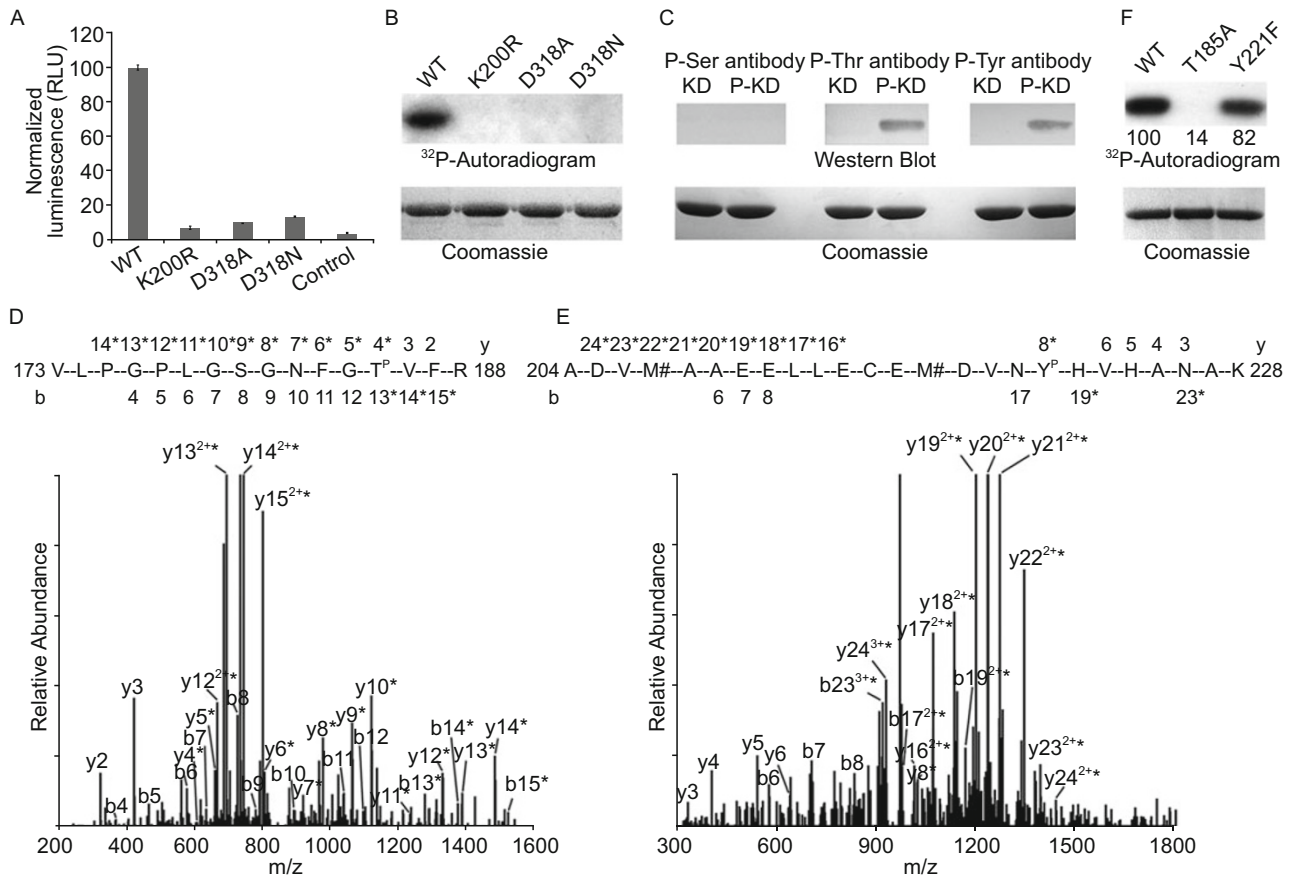 A
Normalized luminescence (RLU)
120
100
80
60
40
20
0
WT
K200R
D318A
D318N
Control
B
WT
K200R
D318A
D318N
32P-Autoradiogram
Coomassie
C
P-Ser antibody P-Thr antibody P-Tyr antibody
KD P-KD KD P-KD KD P-KD
Western Blot
Coomassie
F
WT
T185A
Y221F
100 14 82
32P-Autoradiogram
Coomassie
D
14* 13* 12* 11* 10* 9* 8* 7* 6* 5* 4* 3 2 y
173 V--L--P--G--P--L--G--S--G--N--F--G--TP--V--F--R 188
b 4 5 6 7 8 9 10 11 12 13* 14* 15*
Relative Abundance
y2
y3
b4
b5
b6
y4*
b7
y5*
y122+*
y132+*
b8
y142+*
y152+*
b9
y6*
b10
y7*
y8*
b11
y9*
b12
y10*
y11*
b13*
y12*
b14*
y13*
y14*
b15*
200 400 600 800 1000 1200 1400 1600
m/z
E
24* 23* 22* 21* 20* 19* 18* 17* 16* 8* 6 5 4 3 y
204 A--D--V--M#--A--A--E--E--L--L--E--C--E--M#--D--V--N--YP--H--V--H--A--N--A--K 228
b 6 7 8 17 19* 23*
Relative Abundance
y3
y4
y5
b6
y6
b7
b8
b233+*
y243+*
b172+*
y162+*
y8*
y172+*
y182+*
b192+*
y192+*
y202+*
y212+*
y222+*
y232+*
y242+*
300 600 900 1200 1500 1800
m/z